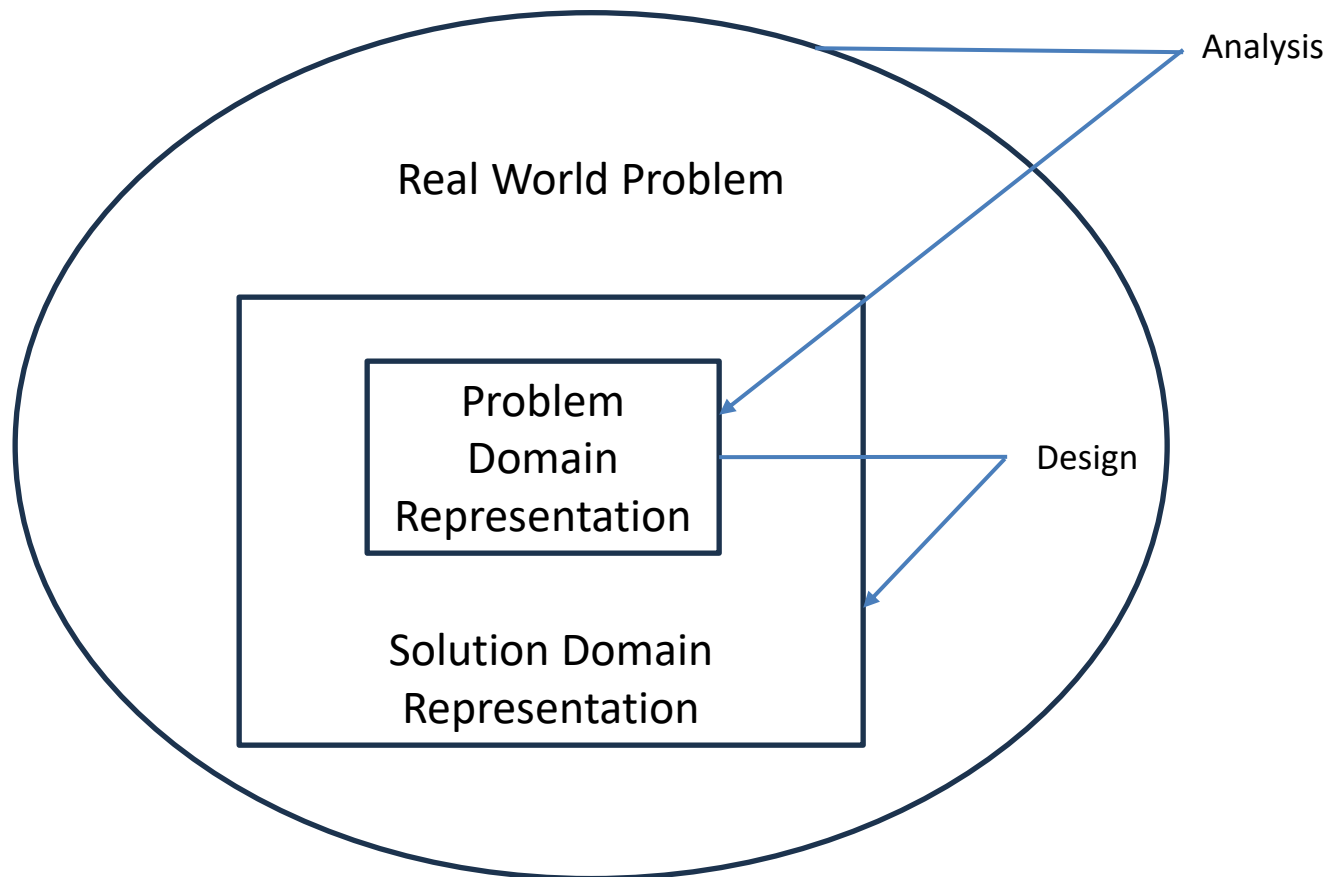 Analysis
Real World Problem
Problem
Domain
Representation
Design
Solution Domain
Representation